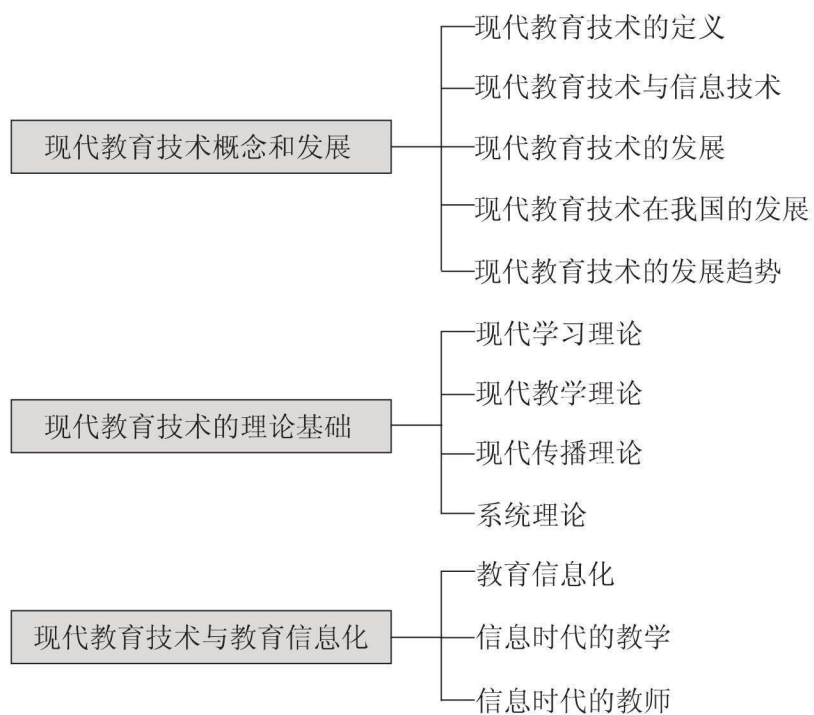 现代教育技术概念和发展
现代教育技术的定义
现代教育技术与信息技术
现代教育技术的发展
现代教育技术在我国的发展
现代教育技术的发展趋势
现代教育技术的理论基础
现代学习理论
现代教学理论
现代传播理论
系统理论
现代教育技术与教育信息化
教育信息化
信息时代的教学
信息时代的教师